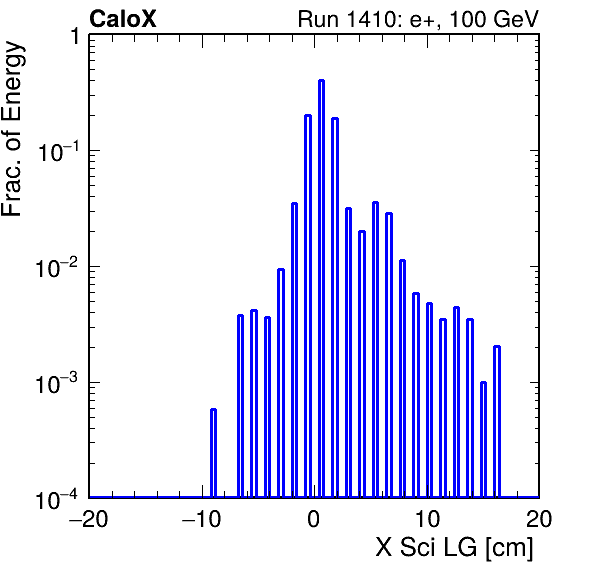 CaloX Run 1410: e+, 100 GeV
Frac. of Energy
1
10⁻¹
10⁻²
10⁻³
10⁻⁴
−20 −10 0 10 20
X Sci LG [cm]